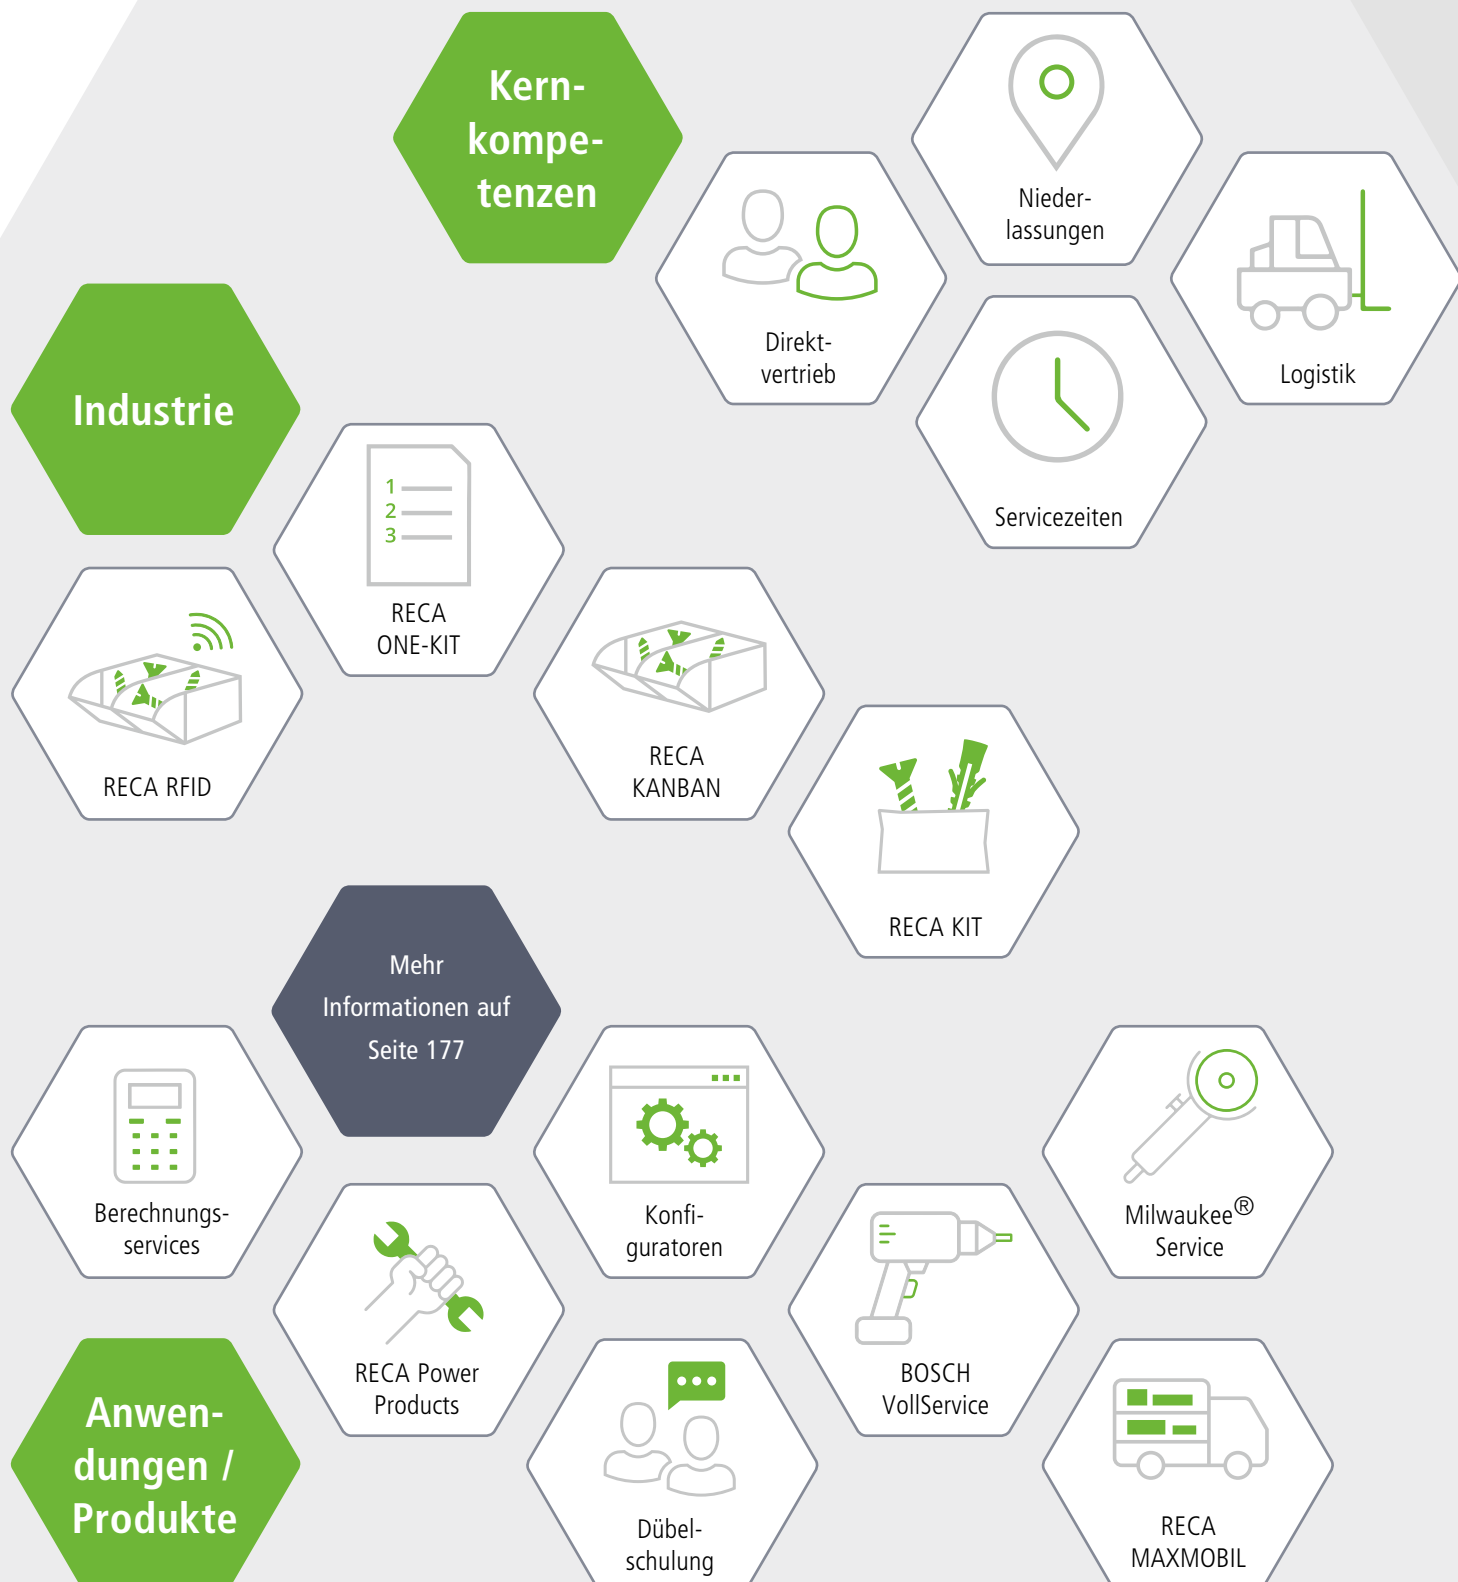 Kern-
kompe-
tenzen
Nieder-
lassungen
Direkt-
vertrieb
Logistik
Servicezeiten
Industrie
1
2
3
RECA
ONE-KIT
RECA RFID
RECA
KANBAN
RECA KIT
Mehr
Informationen auf
Seite 177
Berechnungs-
services
Konfi-
guratoren
Milwaukee®
Service
RECA Power
Products
BOSCH
VollService
Anwen-
dungen /
Produkte
Dübel-
schulung
RECA
MAXMOBIL